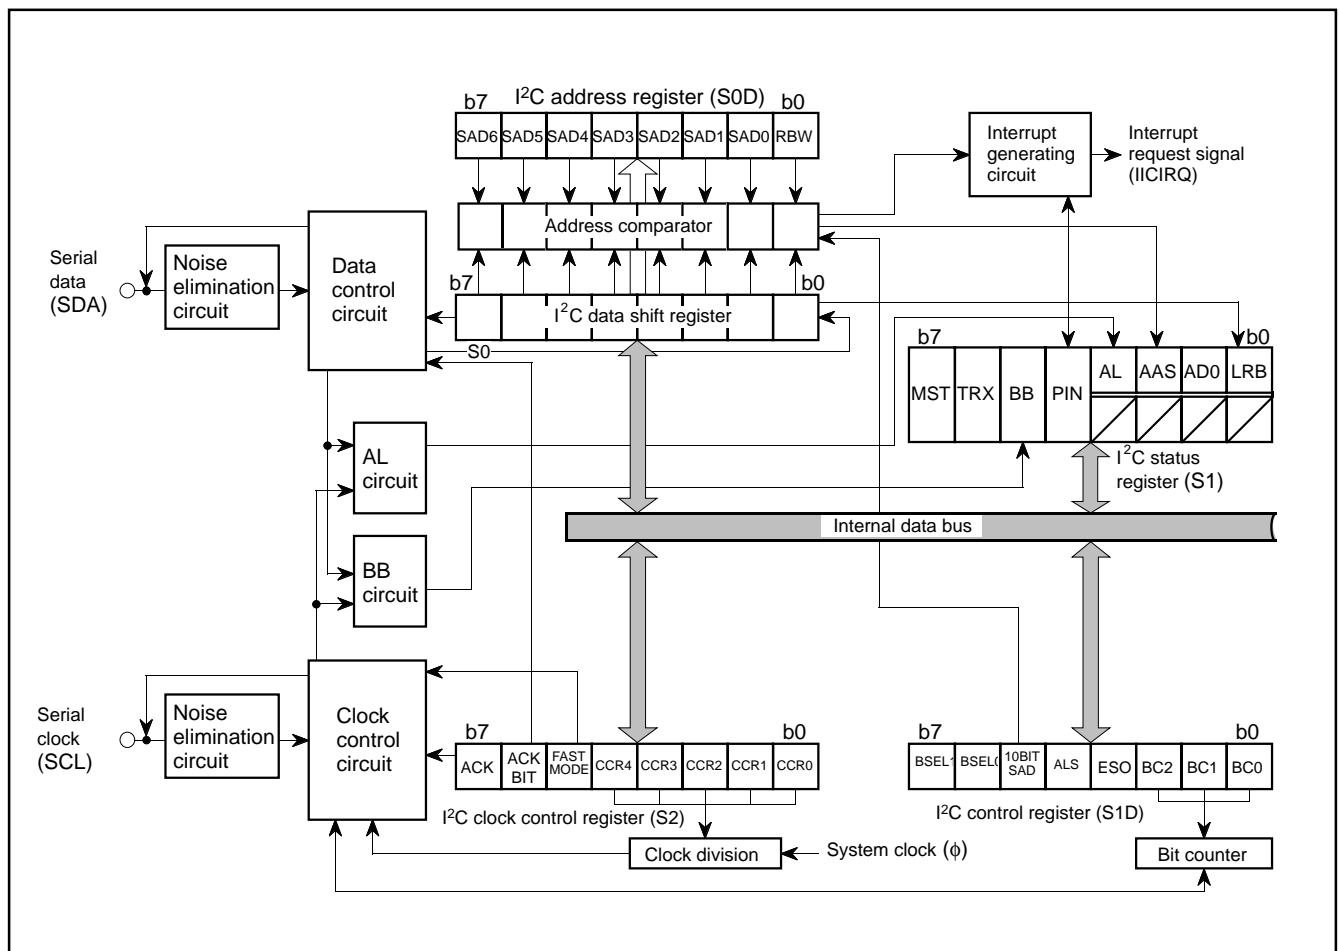 I²C address register (S0D)
b7 b0
SAD6 SAD5 SAD4 SAD3 SAD2 SAD1 SAD0 RBW
Interrupt
generating
circuit
Interrupt
request signal
(IICIRQ)
Address comparator
Serial
data
(SDA)
Noise
elimination
circuit
Data
control
circuit
b7 b0
I²C data shift register
S0
b7 b0
MST TRX BB PIN AL AAS AD0 LRB
I²C status
register (S1)
AL
circuit
Internal data bus
BB
circuit
Serial
clock
(SCL)
Noise
elimination
circuit
Clock
control
circuit
b7 b0
ACK ACK BIT FAST MODE CCR4 CCR3 CCR2 CCR1 CCR0
I²C clock control register (S2)
b7 b0
BSEL1 BSEL0 10BIT SAD ALS ESO BC2 BC1 BC0
I²C control register (S1D)
Clock division
System clock (ϕ)
Bit counter